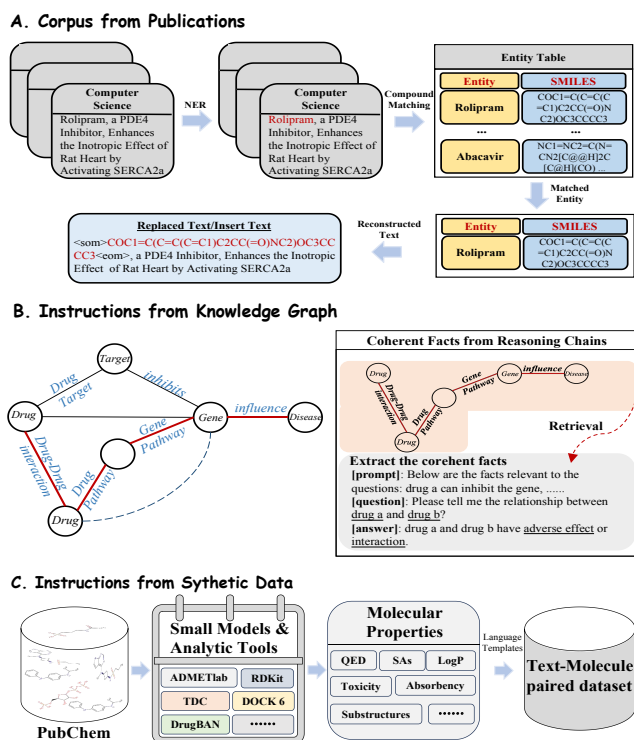 A. Corpus from Publications
Computer
Science
Rolipram, a PDE4
Inhibitor, Enhances
the Inotropic Effect of
Rat Heart by
Activating SERCA2a
NER
Computer
Science
Rolipram, a PDE4
Inhibitor, Enhances
the Inotropic Effect of
Rat Heart by
Activating SERCA2a
Compound
Matching
Entity Table
Entity
SMILES
Rolipram
COC1=C(C=C(C
=C1)C2CC(=O)N
C2)OC3CCCC3
...
...
Abacavir
NC1=NC2=C(N=
CN2[C@@H]2C
[C@H](CO) ...
Matched
Entity
Entity
SMILES
Rolipram
COC1=C(C=C(C
=C1)C2CC(=O)N
C2)OC3CCCC3
Reconstructed
Text
Replaced Text/Insert Text
<som>COC1=C(C=C(C=C1)C2CC(=O)NC2)OC3CC
CC3<eom>, a PDE4 Inhibitor, Enhances the Inotropic
Effect of Rat Heart by Activating SERCA2a
B. Instructions from Knowledge Graph
Target
Drug
Target
inhibits
Drug
Gene
influence
Disease
Gene
Pathway
Drug-Drug
interaction
Drug
Pathway
Drug
Coherent Facts from Reasoning Chains
Drug
Drug-Drug
interaction
Drug
Drug
Pathway
Gene
Pathway
Gene
influence
Disease
Retrieval
Extract the corehent facts
[prompt]: Below are the facts relevant to the
questions: drug a can inhibit the gene, ......
[question]: Please tell me the relationship between
drug a and drug b?
[answer]: drug a and drug b have adverse effect or
interaction.
C. Instructions from Sythetic Data
PubChem
Small Models &
Analytic Tools
ADMETlab
RDKit
TDC
DOCK 6
DrugBAN
······
Molecular
Properties
QED
SAs
LogP
Toxicity
Absorbency
Substructures
······
Language
Templates
Text-Molecule
paired dataset